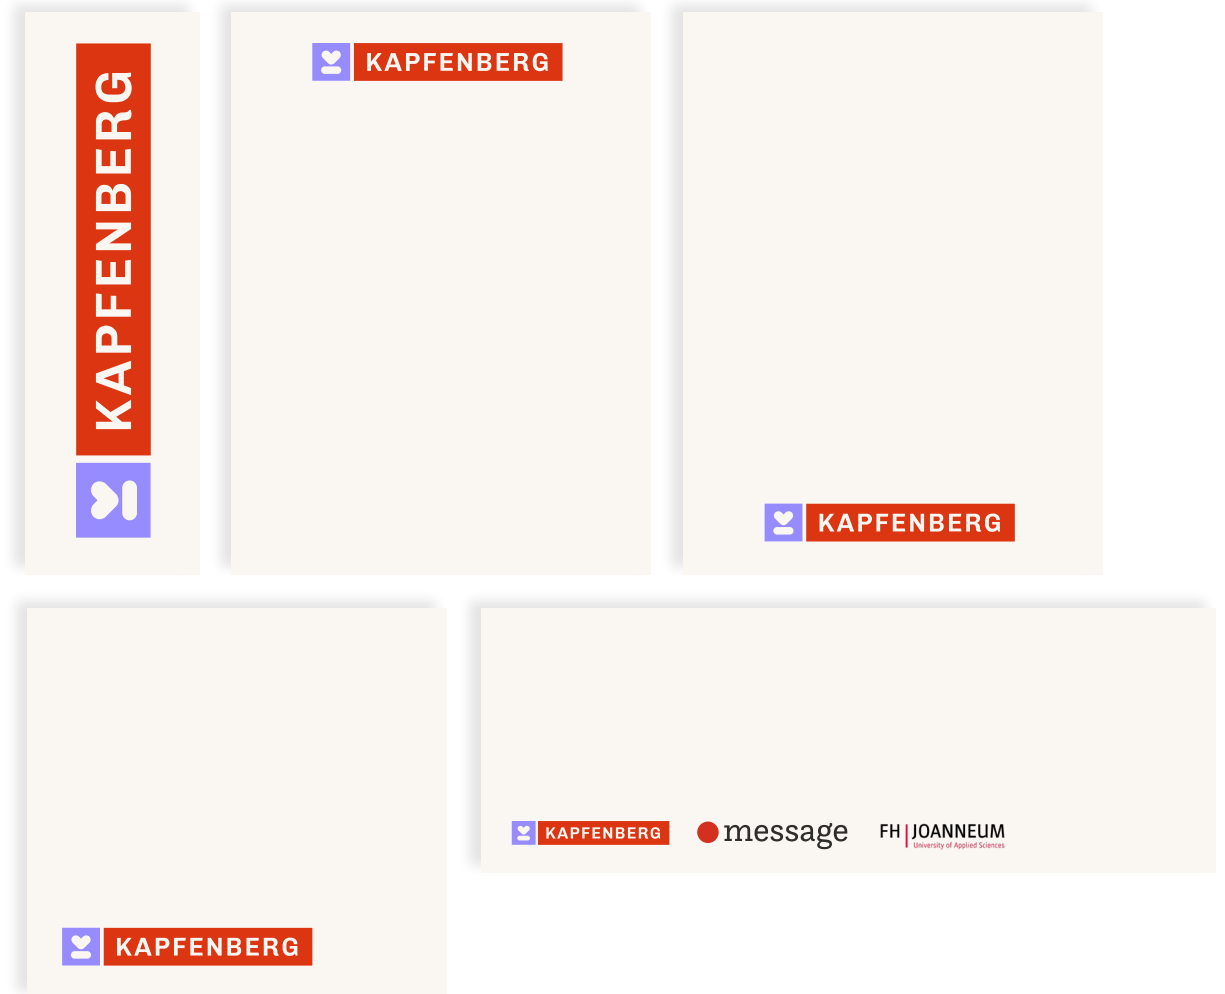 KAPFENBERG
KAPFENBERG
KAPFENBERG
KAPFENBERG
KAPFENBERG
message
FH JOANNEUM
University of Applied Sciences